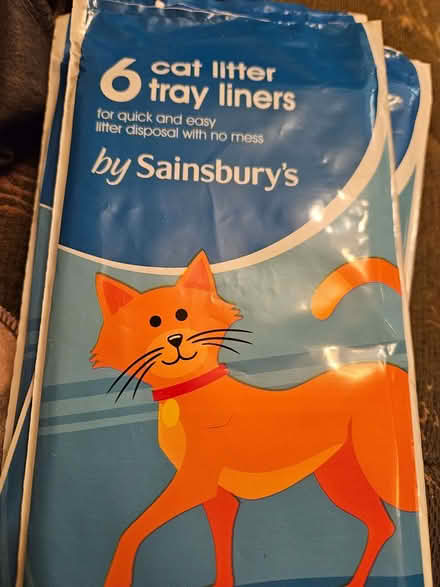 6 cat litter
tray liners
for quick and easy
litter disposal with no mess
by Sainsbury's